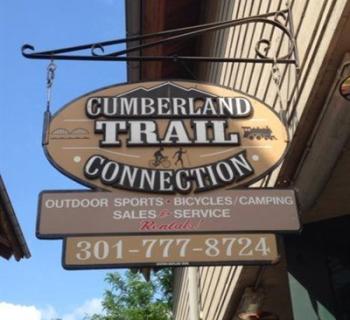 CUMBERLAND
TRAIL
CONNECTION
OUTDOOR SPORTS • BICYCLES/CAMPING
SALES & SERVICE
Rentals!
301-777-8724